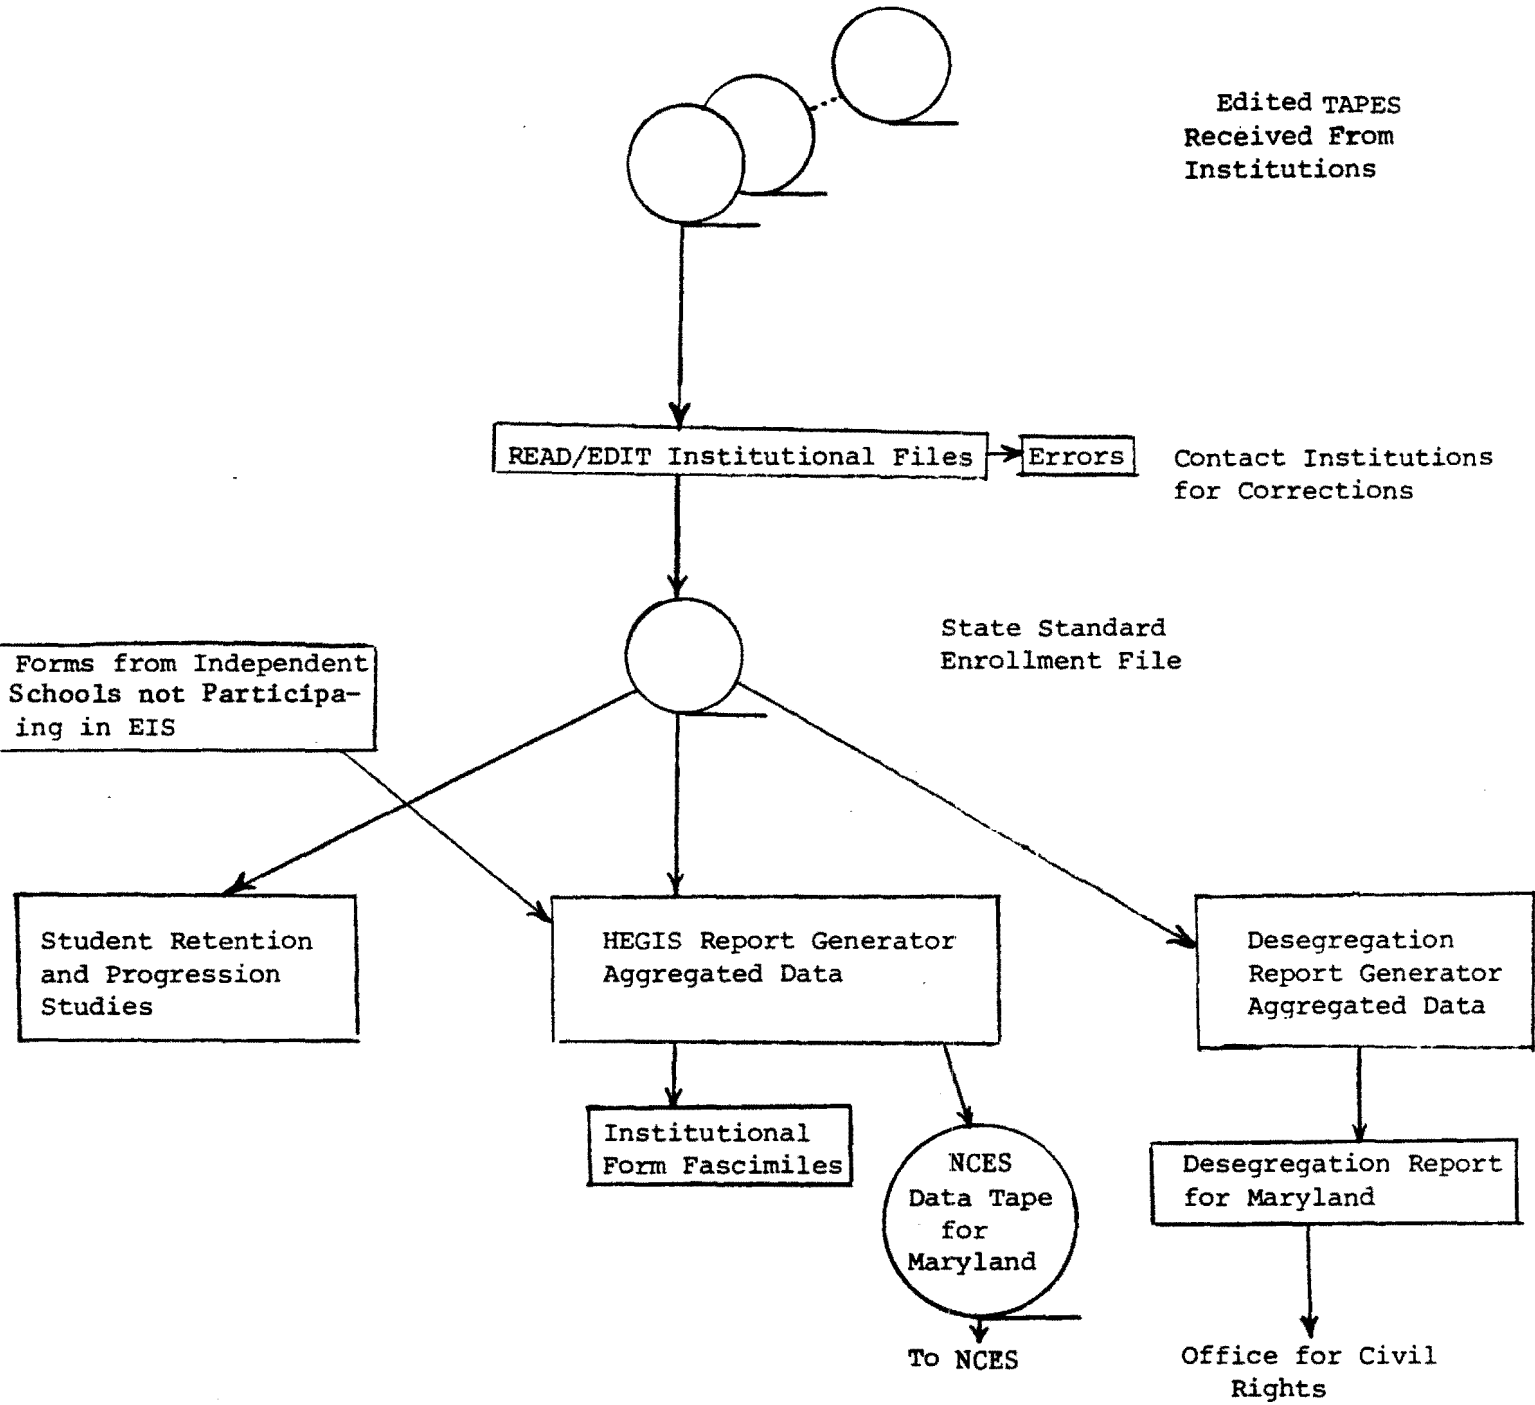 Edited TAPES
Received From
Institutions
READ/EDIT Institutional Files
Errors
Contact Institutions
for Corrections
State Standard
Enrollment File
Forms from Independent
Schools not Participa-
ing in EIS
Student Retention
and Progression
Studies
HEGIS Report Generator
Aggregated Data
Desegregation
Report Generator
Aggregated Data
Institutional
Form Fascimiles
NCES
Data Tape
for
Maryland
To NCES
Desegregation Report
for Maryland
Office for Civil
Rights